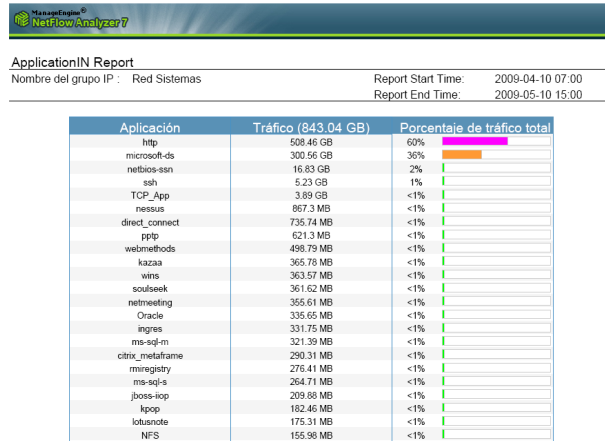 ManageEngine®
NetFlow Analyzer 7
ApplicationIN Report
Nombre del grupo IP : Red Sistemas Report Start Time: 2009-04-10 07:00
Report End Time: 2009-05-10 15:00
Aplicación Tráfico (843.04 GB) Porcentaje de tráfico total
http 508.46 GB 60%
microsoft-ds 300.56 GB 36%
netbios-ssn 16.83 GB 2%
ssh 5.23 GB 1%
TCP_App 3.89 GB <1%
nessus 867.3 MB <1%
direct_connect 735.74 MB <1%
pptp 621.3 MB <1%
webmethods 498.79 MB <1%
kazaa 365.78 MB <1%
wins 363.57 MB <1%
soulseek 361.62 MB <1%
netmeeting 355.61 MB <1%
Oracle 335.65 MB <1%
ingres 331.75 MB <1%
ms-sql-m 321.39 MB <1%
citrix_metaframe 290.31 MB <1%
rmiregistry 276.41 MB <1%
ms-sql-s 264.71 MB <1%
jboss-iiop 209.88 MB <1%
kpop 182.46 MB <1%
lotusnote 175.31 MB <1%
NFS 155.98 MB <1%